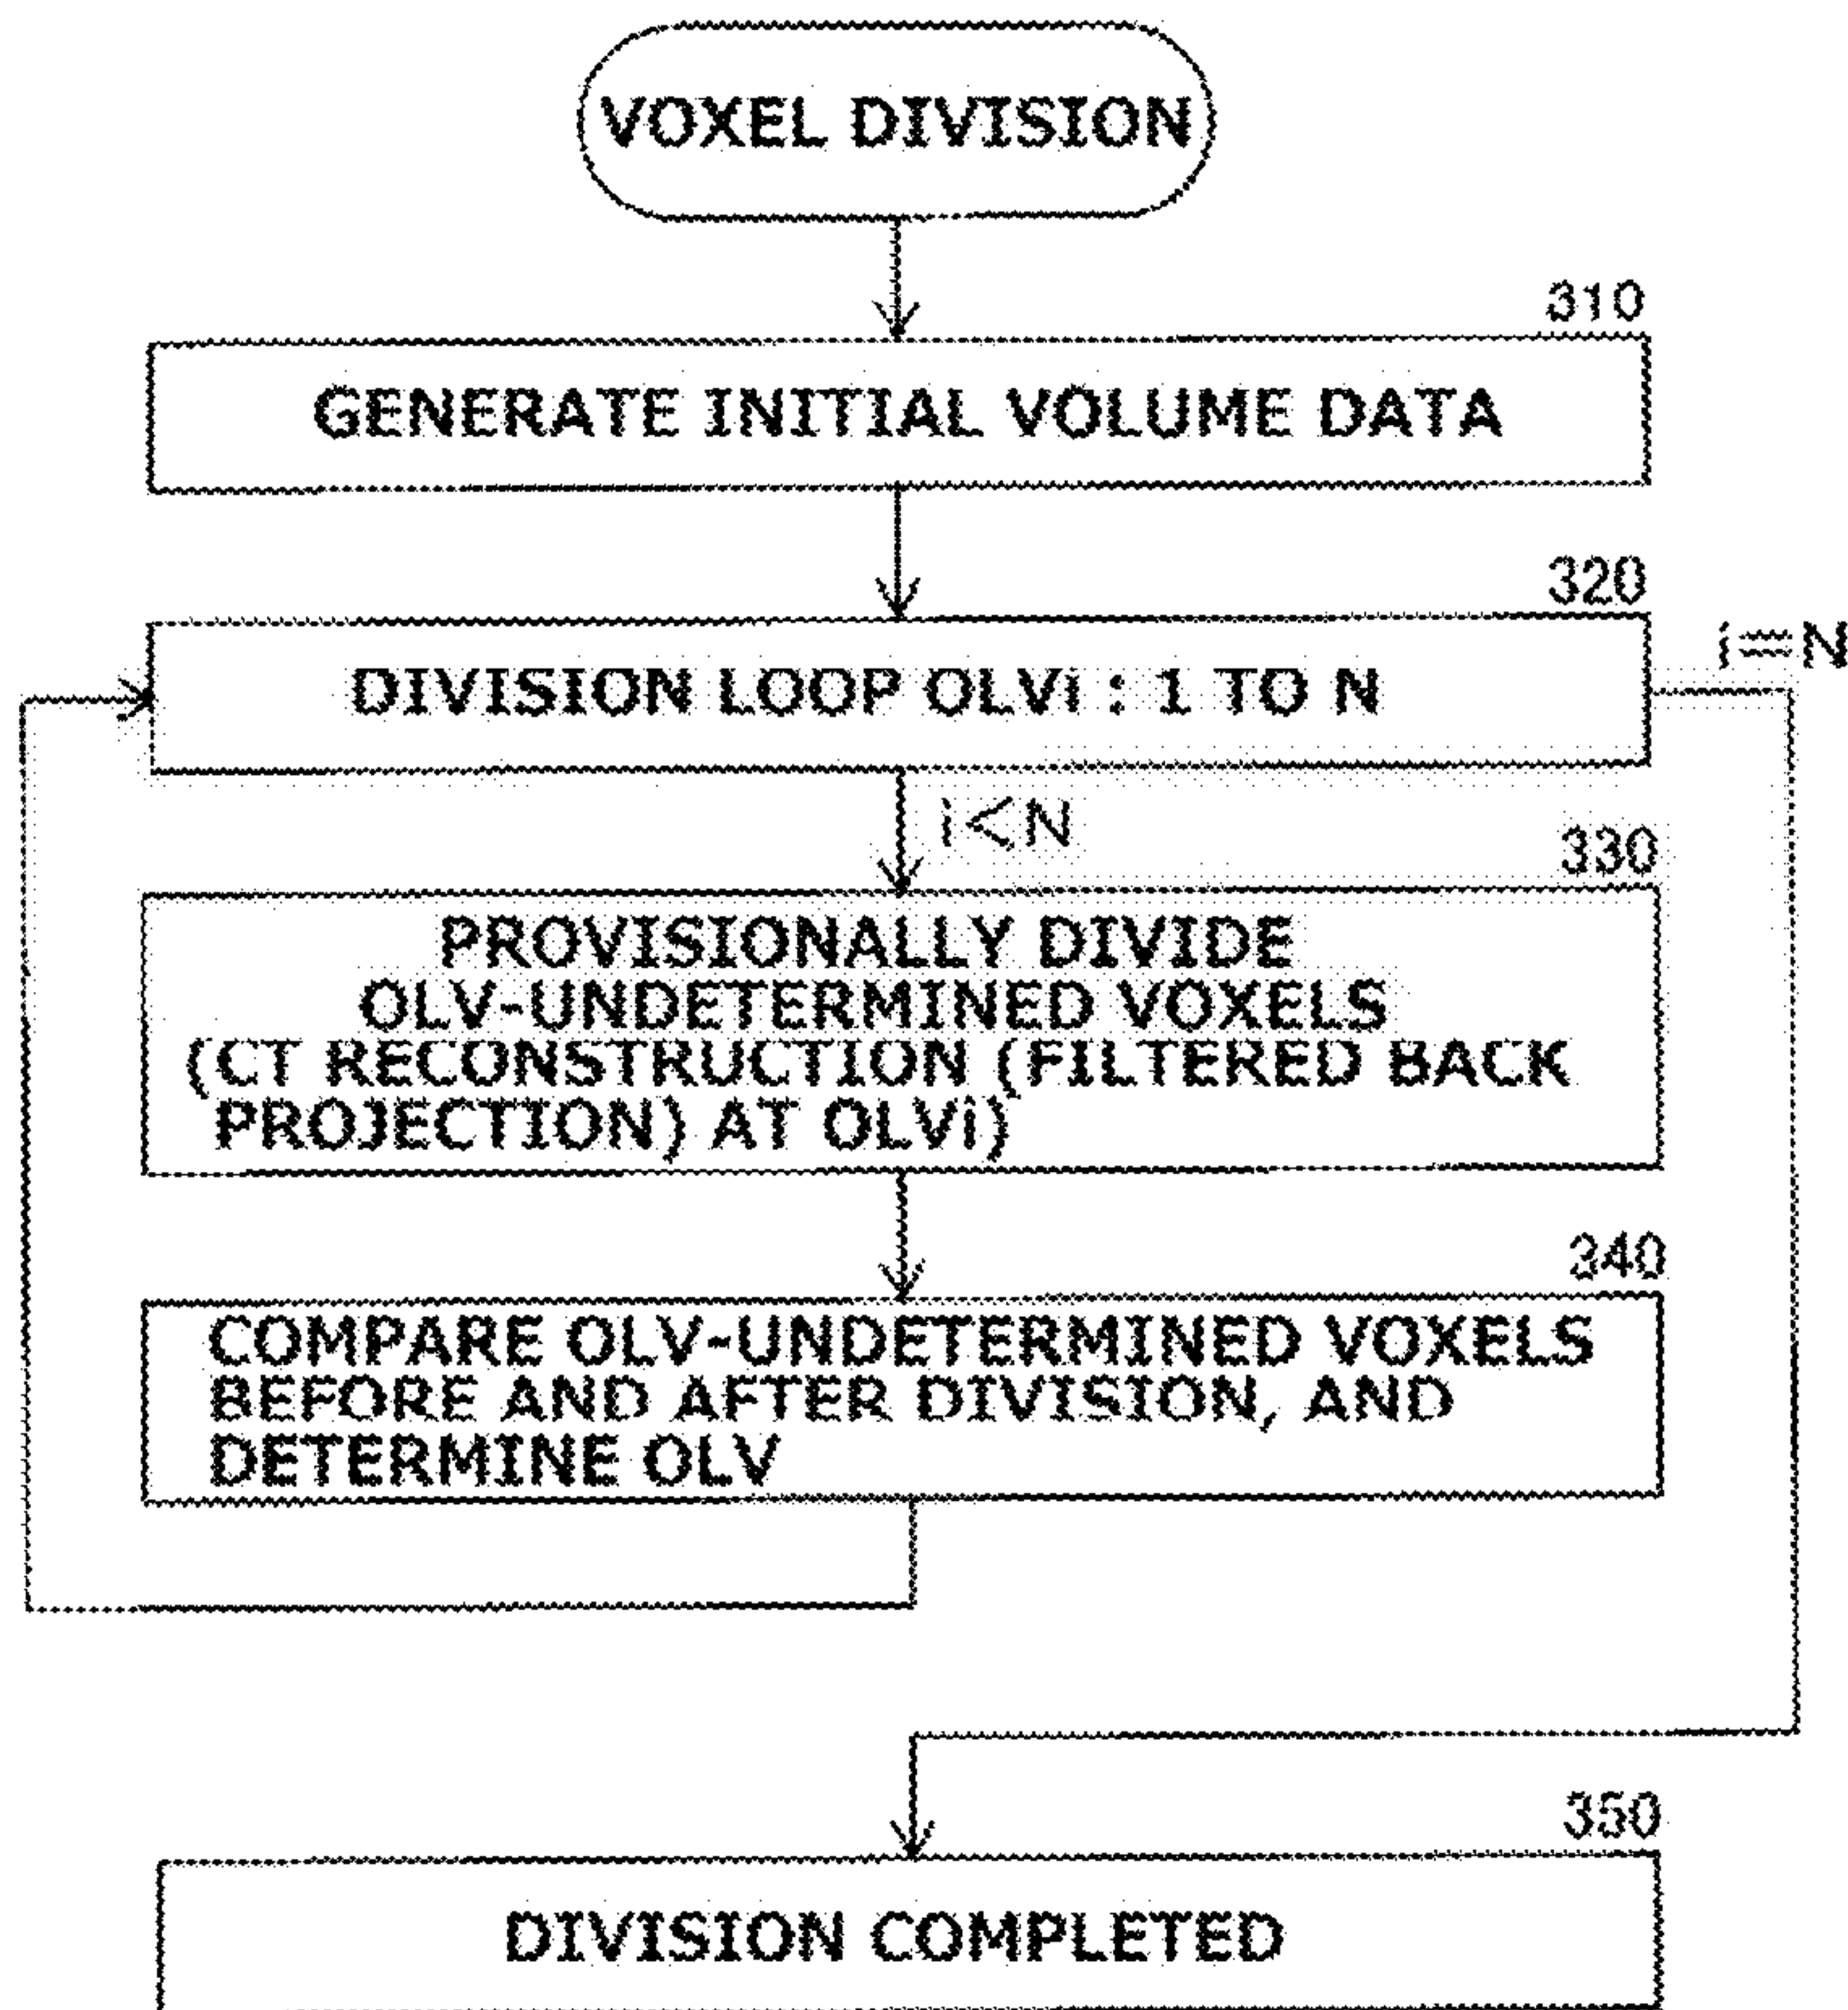 VOXEL DIVISION
310
GENERATE INITIAL VOLUME DATA
320
i=N
DIVISION LOOP OLVi : 1 TO N
i<N
330
PROVISIONALLY DIVIDE
OLV-UNDETERMINED VOXELS
(CT RECONSTRUCTION (FILTERED BACK
PROJECTION) AT OLVi)
340
COMPARE OLV-UNDETERMINED VOXELS
BEFORE AND AFTER DIVISION, AND
DETERMINE OLV
350
DIVISION COMPLETED